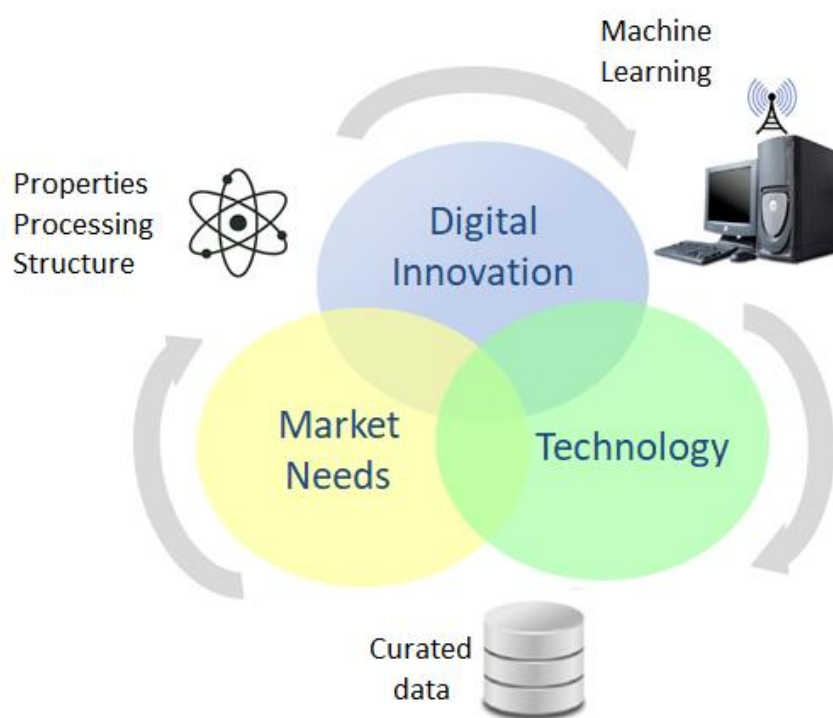 Machine
Learning
Properties
Processing
Structure
Digital
Innovation
Market
Needs
Technology
Curated
data